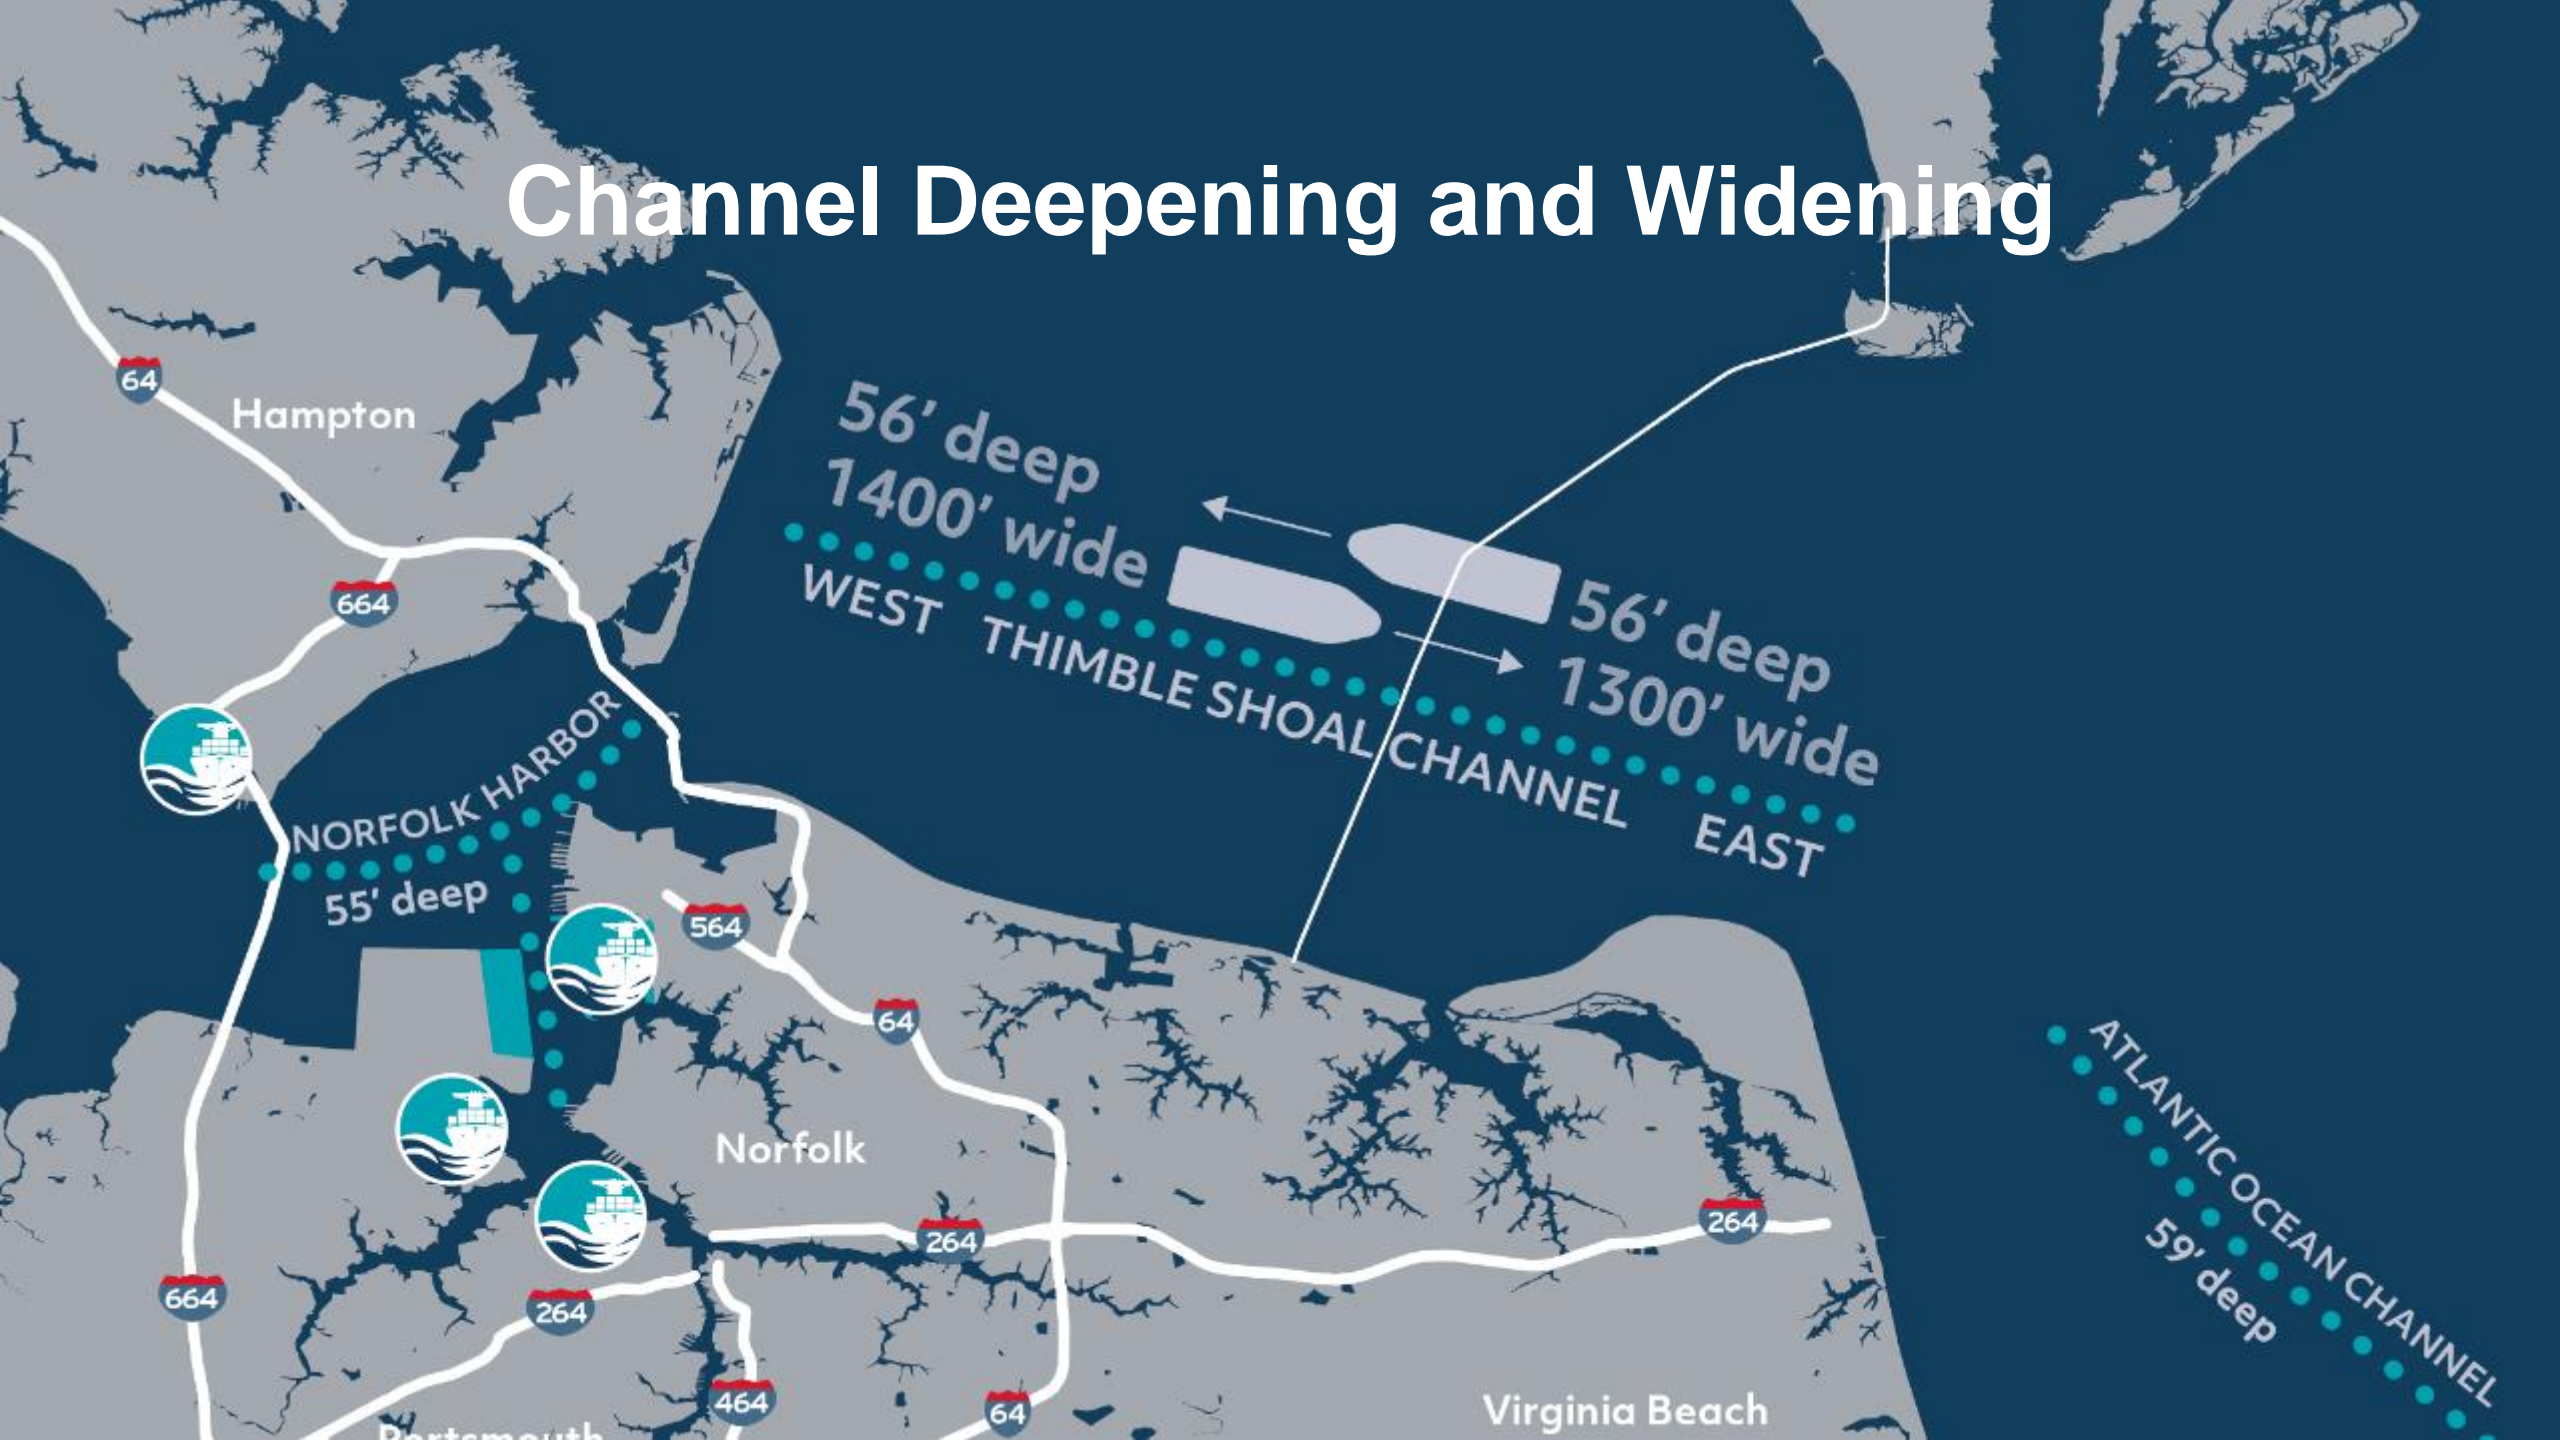 Channel Deepening and Widening
64
Hampton
56’ deep
1400’ wide
664
56’ deep
1300’ wide
WEST THIMBLE SHOAL CHANNEL EAST
NORFOLK HARBOR
55’ deep
564
64
ATLANTIC OCEAN CHANNEL
59’ deep
Norfolk
264
264
664
264
464
64
Virginia Beach
Portsmouth